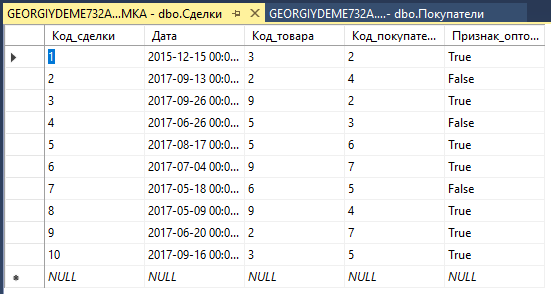 GEORGIYDEME732A...MKA - dbo.Сделки GEORGIYDEME732A....- dbo.Покупатели
Код_сделки Дата Код_товара Код_покупате... Признак_опто...
1 2015-12-15 00:0... 3 2 True
2 2017-09-13 00:0... 2 4 False
3 2017-09-26 00:0... 9 2 True
4 2017-06-26 00:0... 5 3 False
5 2017-08-17 00:0... 5 6 True
6 2017-07-04 00:0... 9 7 True
7 2017-05-18 00:0... 6 5 False
8 2017-05-09 00:0... 9 4 True
9 2017-06-20 00:0... 2 7 True
10 2017-09-16 00:0... 3 5 True
NULL NULL NULL NULL NULL